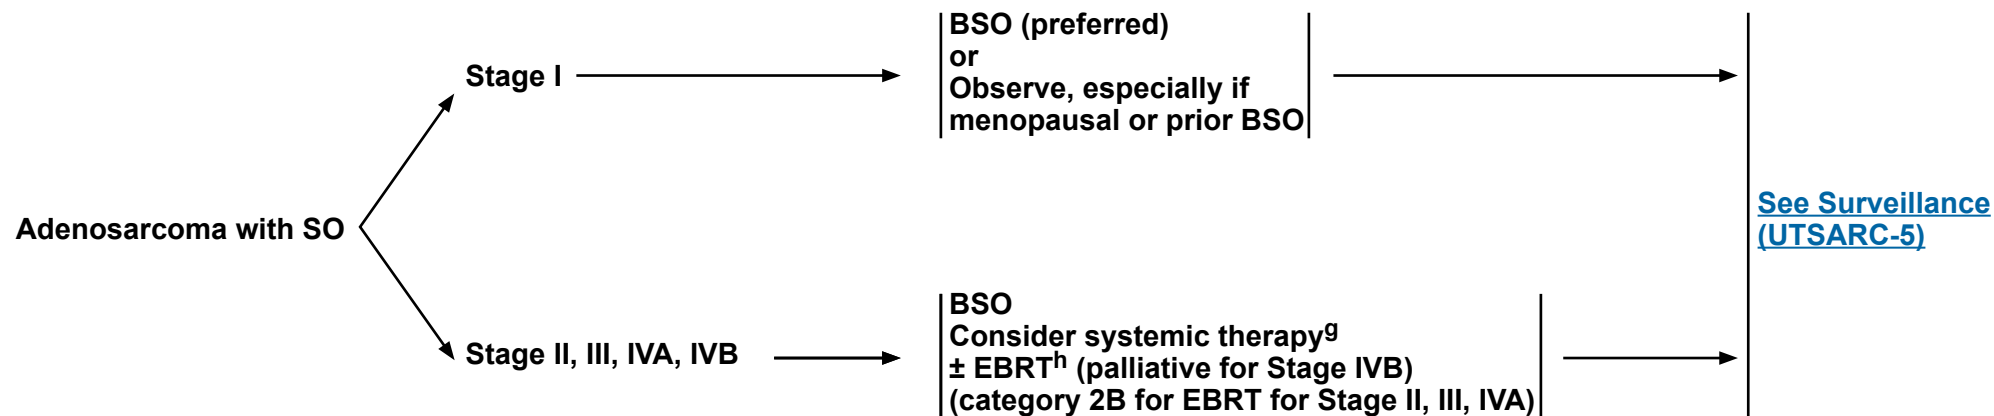 BSO (preferred)
or
Observe, especially if
menopausal or prior BSO
Stage I
Adenosarcoma with SO
See Surveillance
(UTSARC-5)
Stage II, III, IVA, IVB
BSO
Consider systemic therapyᵍ
± EBRTʰ (palliative for Stage IVB)
(category 2B for EBRT for Stage II, III, IVA)